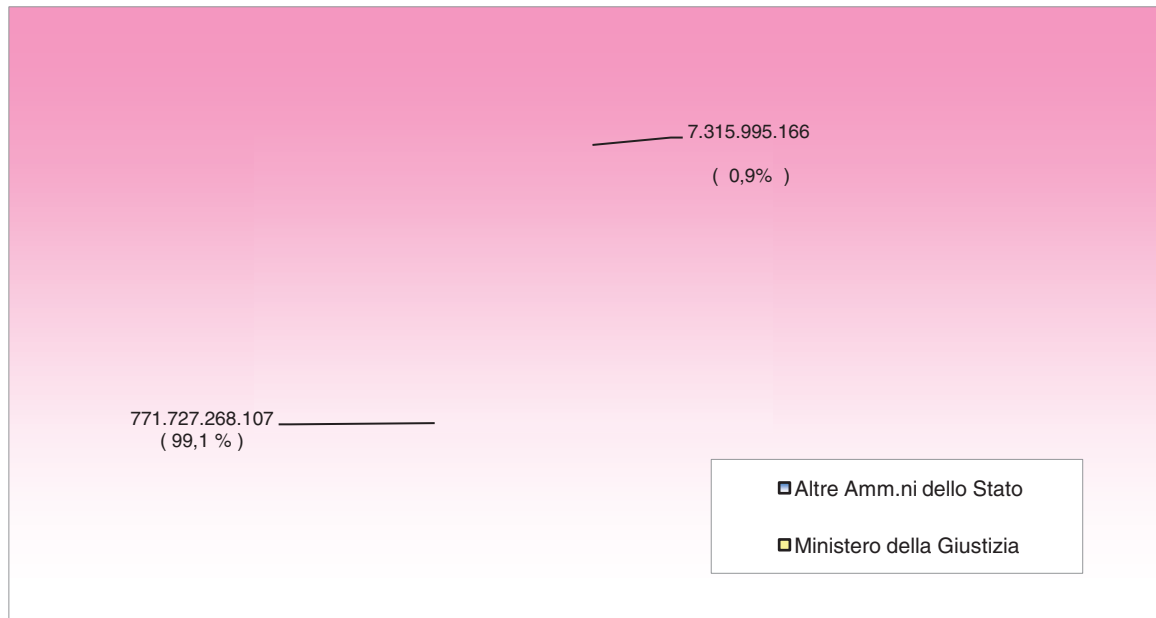 7.315.995.166
( 0,9% )
771.727.268.107
( 99,1 % )
Altre Amm.ni dello Stato
Ministero della Giustizia